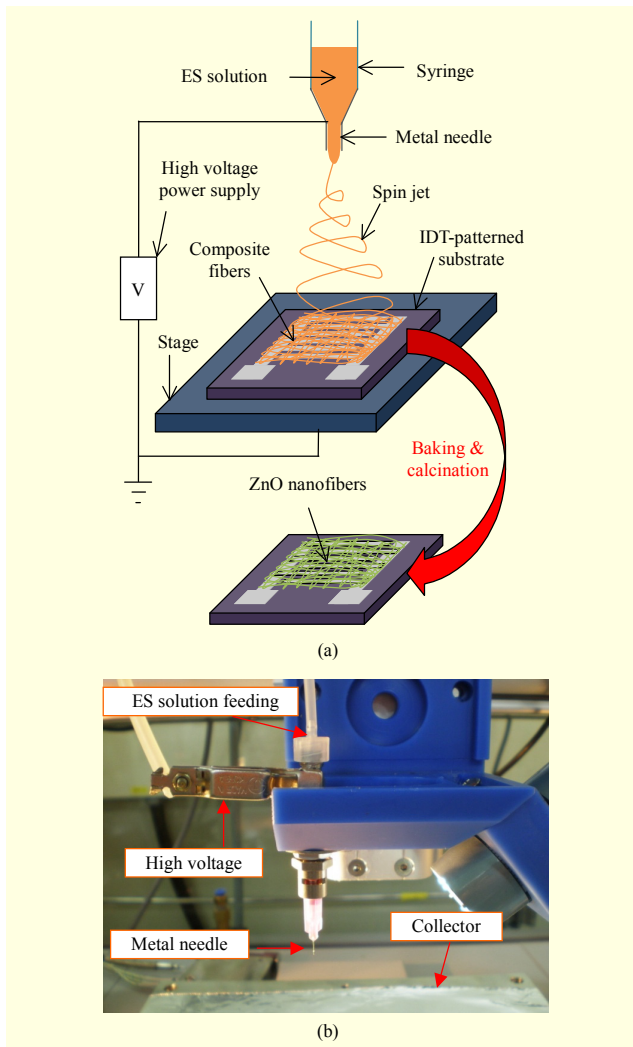 ES solution
Syringe
Metal needle
High voltage
power supply
Spin jet
IDT-patterned
substrate
Composite
fibers
V
Stage
Baking &
calcination
ZnO nanofibers
(a)
ES solution feeding
High voltage
Metal needle
Collector
(b)